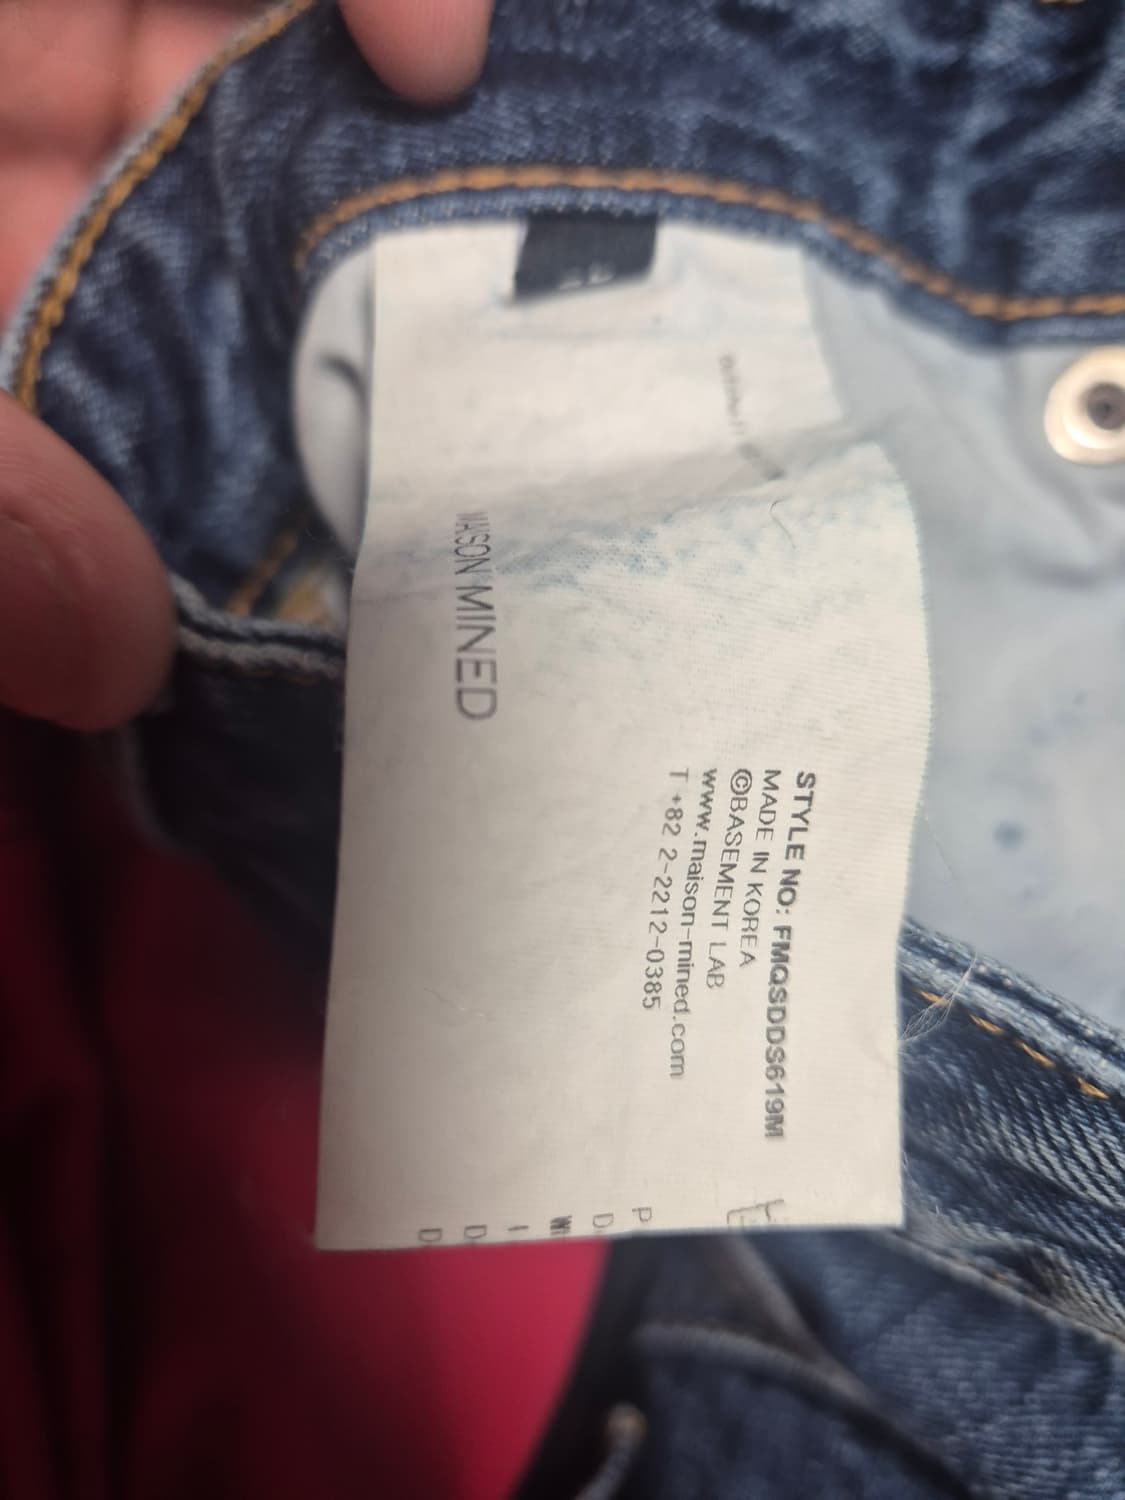 MAISON MINED
STYLE NO: FMQSDDS619M
MADE IN KOREA
©BASEMENT LAB
www.maison-mined.com
T +82 2-2212-0385